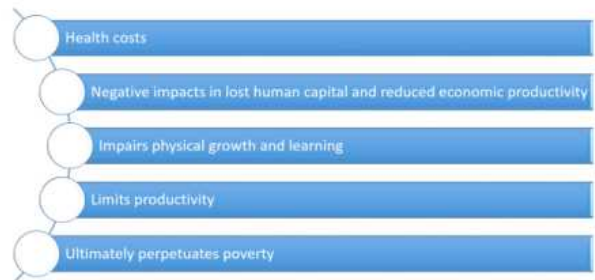 Health costs
Negative impacts in lost human capital and reduced economic productivity
Impairs physical growth and learning
Limits productivity
Ultimately perpetuates poverty